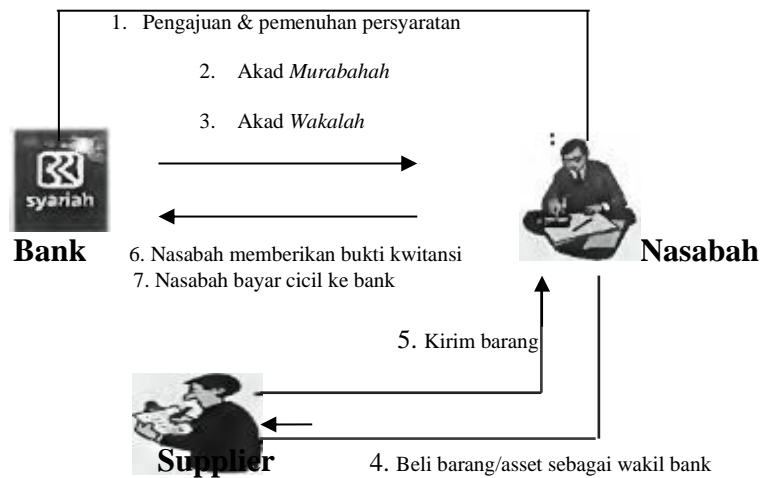 1. Pengajuan & pemenuhan persyaratan
2. Akad Murabahah
3. Akad Wakalah
syariah
Bank
Nasabah
6. Nasabah memberikan bukti kwitansi
7. Nasabah bayar cicil ke bank
5. Kirim barang
Supplier
4. Beli barang/asset sebagai wakil bank